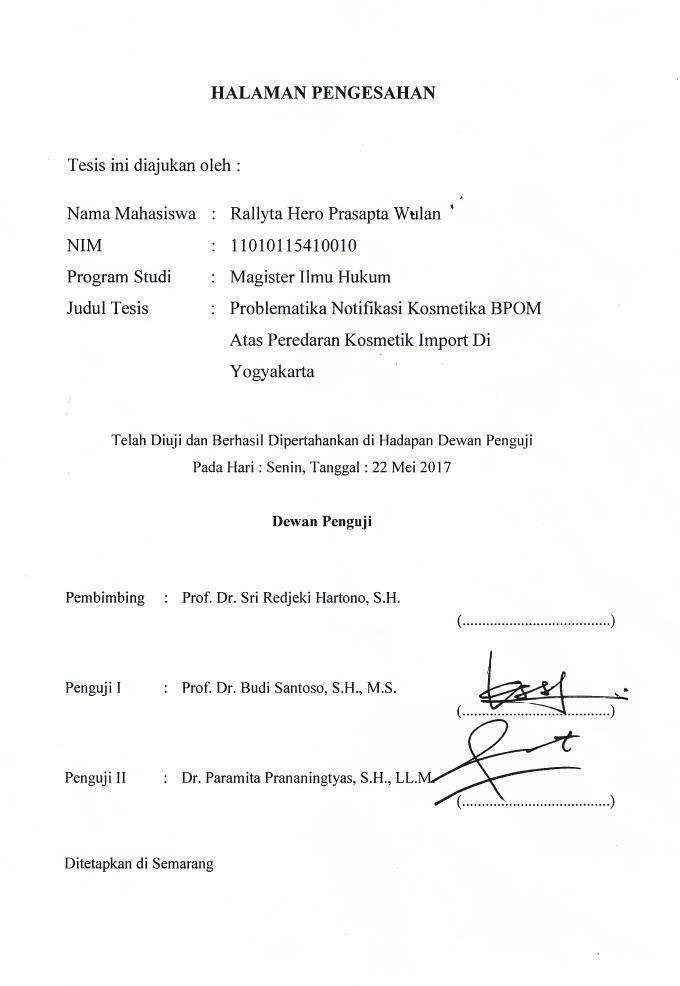 HALAMAN PENGESAHAN
Tesis ini diajukan oleh :
Nama Mahasiswa : Rallyta Hero Prasapta Wulan
NIM : 11010115410010
Program Studi : Magister Ilmu Hukum
Judul Tesis : Problematika Notifikasi Kosmetika BPOM
Atas Peredaran Kosmetik Import Di
Yogyakarta
Telah Diuji dan Berhasil Dipertahankan di Hadapan Dewan Penguji
Pada Hari : Senin, Tanggal : 22 Mei 2017
Dewan Penguji
Pembimbing : Prof. Dr. Sri Redjeki Hartono, S.H.
(......................................)
Penguji I : Prof. Dr. Budi Santoso, S.H., M.S.
(......................................)
Penguji II : Dr. Paramita Prananingtyas, S.H., LL.M
(......................................)
Ditetapkan di Semarang